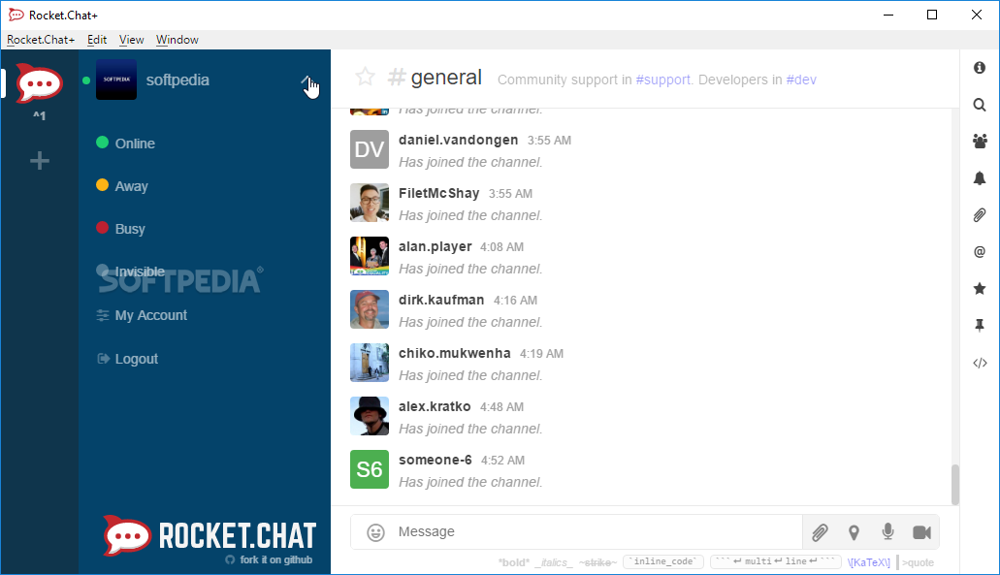 Rocket.Chat+
Rocket.Chat+ Edit View Window
^1
SOFTPEDIA
softpedia
Online
Away
Busy
Invisible
SOFTPEDIA®
My Account
Logout
ROCKET.CHAT
fork it on github
#general Community support in #support. Developers in #dev
Has joined the channel.
DV
daniel.vandongen 3:55 AM
Has joined the channel.
FiletMcShay 3:55 AM
Has joined the channel.
alan.player 4:08 AM
Has joined the channel.
dirk.kaufman 4:16 AM
Has joined the channel.
chiko.mukwenha 4:19 AM
Has joined the channel.
alex.kratko 4:48 AM
Has joined the channel.
S6
someone-6 4:52 AM
Has joined the channel.
Message
*bold* _italics_ ~strike~ `inline_code` ```↵multi↵line↵``` \[KaTeX\] >quote